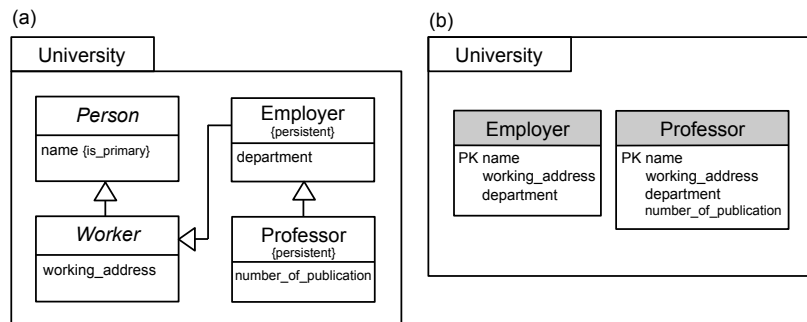 (a)
University
Person
name {is_primary}
Employer
{persistent}
department
Worker
working_address
Professor
{persistent}
number_of_publication
(b)
University
Employer
PK name
working_address
department
Professor
PK name
working_address
department
number_of_publication